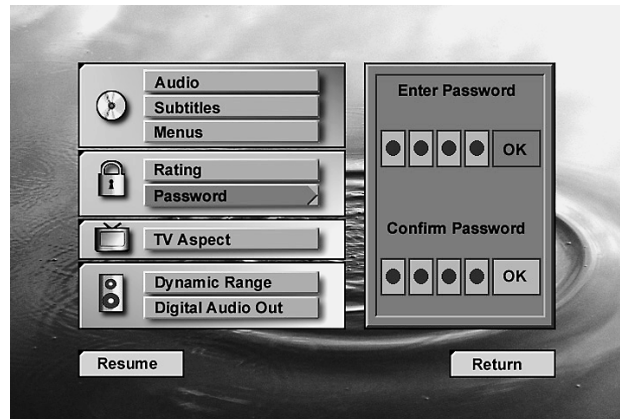 Audio
Subtitles
Menus
Rating
Password
TV Aspect
Dynamic Range
Digital Audio Out
Enter Password
OK
Confirm Password
OK
Resume
Return